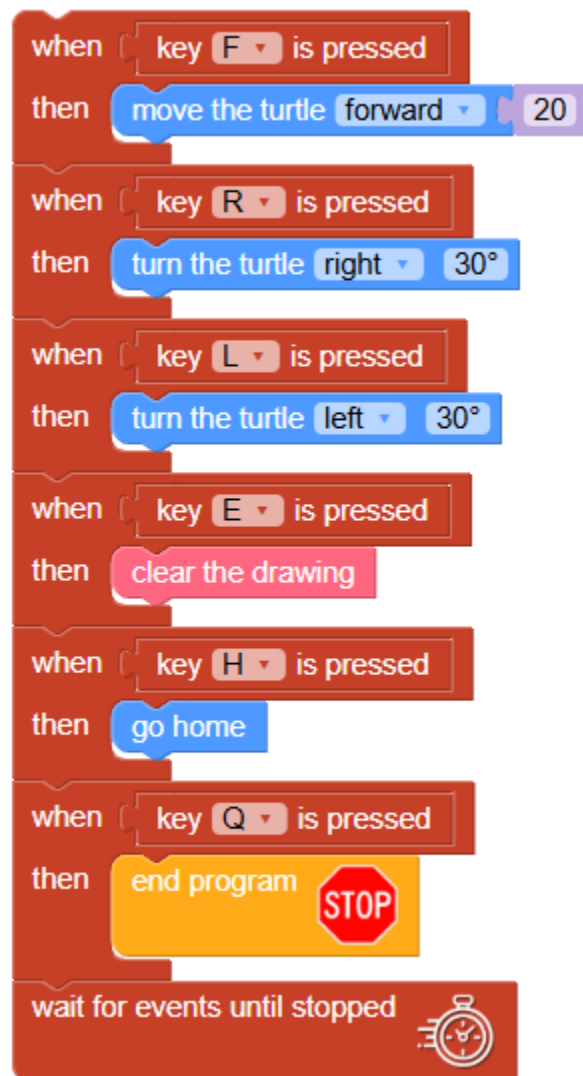 when key F is pressed
then move the turtle forward 20
when key R is pressed
then turn the turtle right 30°
when key L is pressed
then turn the turtle left 30°
when key E is pressed
then clear the drawing
when key H is pressed
then go home
when key Q is pressed
then end program STOP
wait for events until stopped